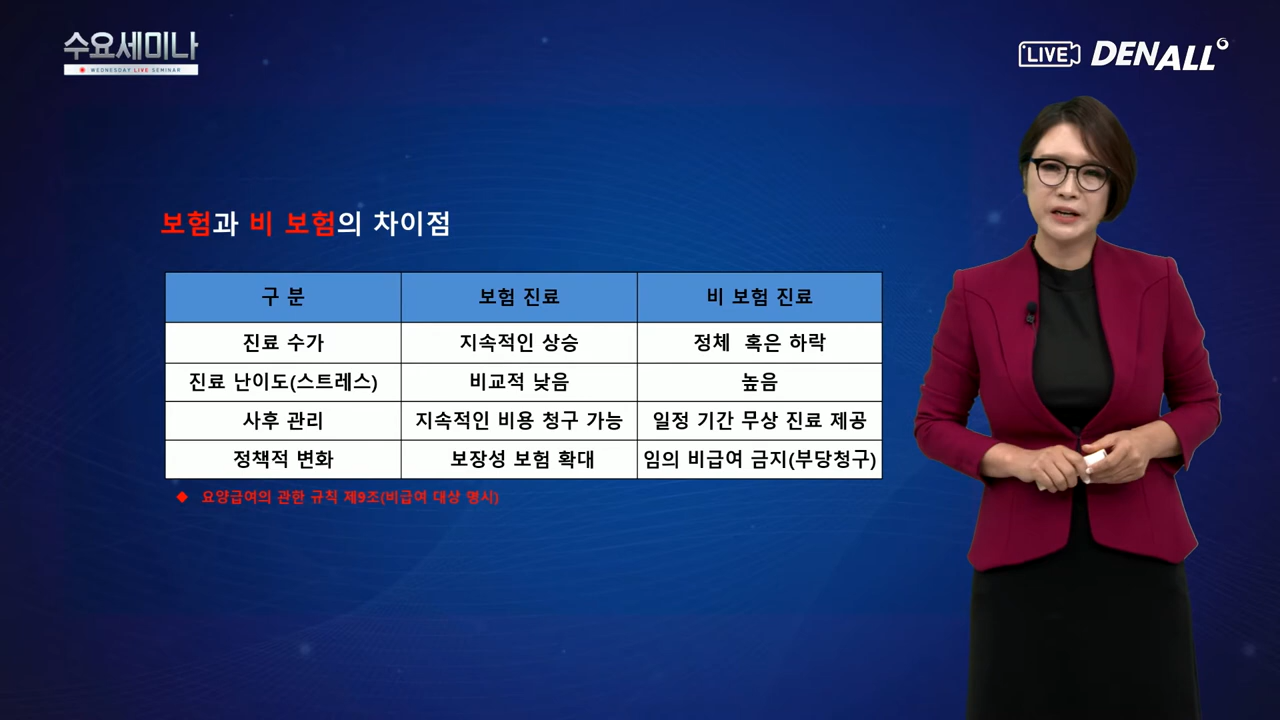 수요세미나
WEDNESDAY LIVE SEMINAR
LIVE DENALL
보험과 비 보험의 차이점
구 분 보험 진료 비 보험 진료
진료 수가 지속적인 상승 정체 혹은 하락
진료 난이도(스트레스) 비교적 낮음 높음
사후 관리 지속적인 비용 청구 가능 일정 기간 무상 진료 제공
정책적 변화 보장성 보험 확대 임의 비급여 금지(부당청구)
◆ 요양급여의 관한 규칙 제9조(비급여 대상 명시)